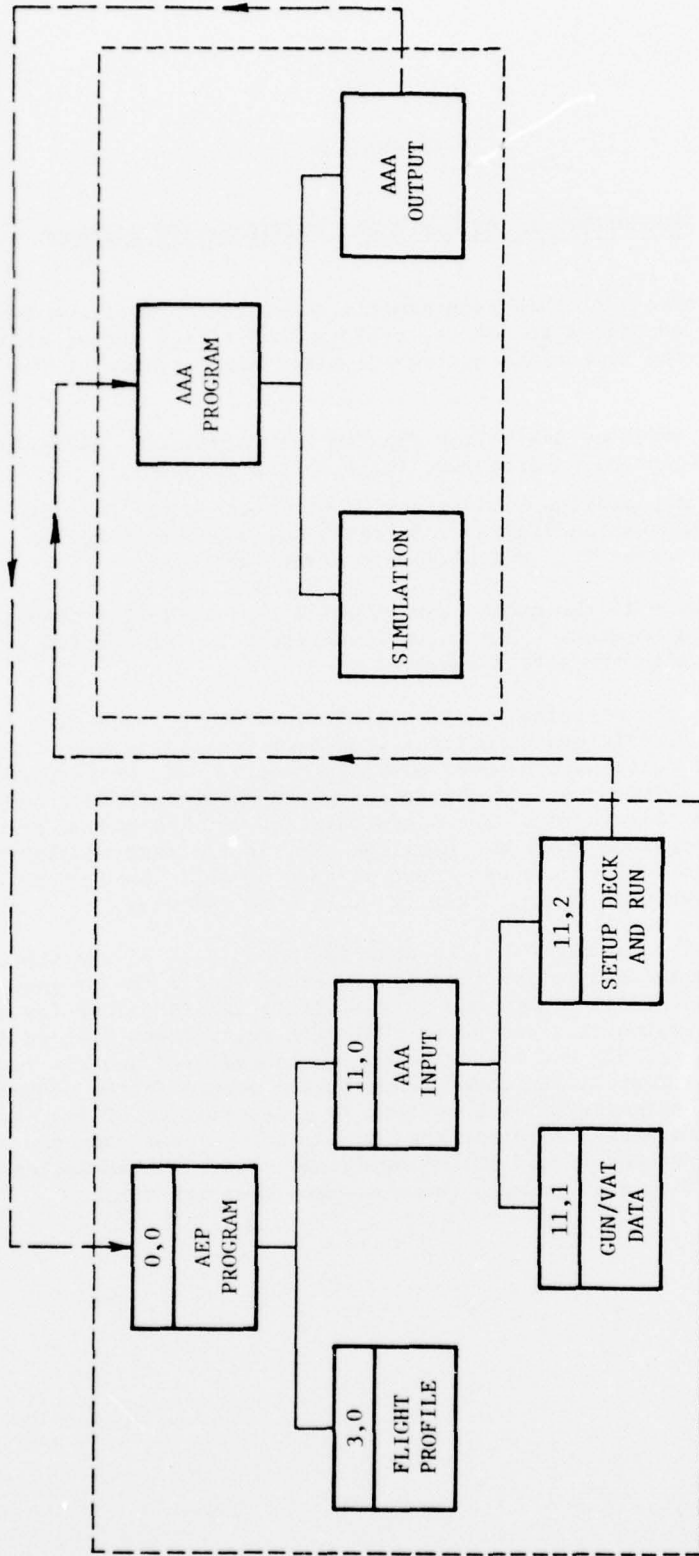 0,0
AEP
PROGRAM
3,0
FLIGHT
PROFILE
11,0
AAA
INPUT
11,1
GUN/VAT
DATA
11,2
SETUP DECK
AND RUN
AAA
PROGRAM
SIMULATION
AAA
OUTPUT